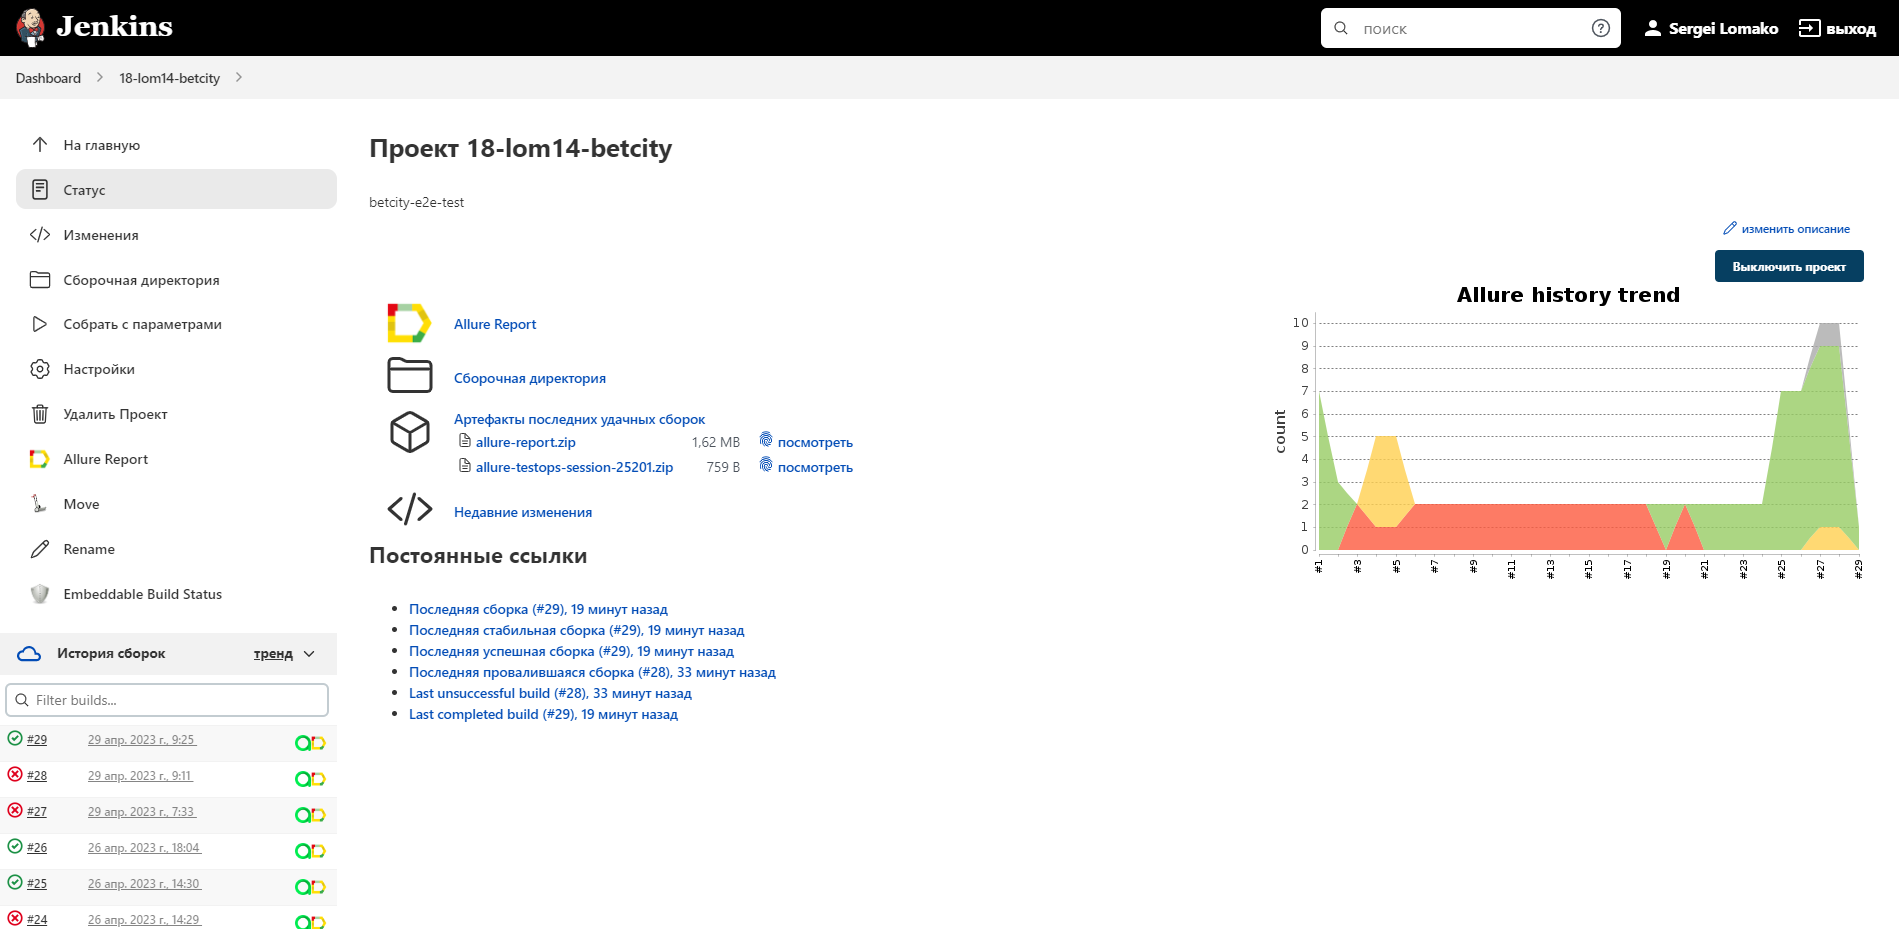 Jenkins
поиск
Sergei Lomako
выход
Dashboard
18-lom14-betcity
На главную
Статус
Изменения
Сборочная директория
Собрать с параметрами
Настройки
Удалить Проект
Allure Report
Move
Rename
Embeddable Build Status
История сборок
тренд
Filter builds...
#29 29 апр. 2023 г., 9:25
#28 29 апр. 2023 г., 9:11
#27 29 апр. 2023 г., 7:33
#26 26 апр. 2023 г., 18:04
#25 26 апр. 2023 г., 14:30
#24 26 апр. 2023 г., 14:29
Проект 18-lom14-betcity
betcity-e2e-test
изменить описание
Выключить проект
Allure Report
Сборочная директория
Артефакты последних удачных сборок
allure-report.zip 1,62 MB посмотреть
allure-testops-session-25201.zip 759 B посмотреть
Недавние изменения
Постоянные ссылки
Последняя сборка (#29), 19 минут назад
Последняя стабильная сборка (#29), 19 минут назад
Последняя успешная сборка (#29), 19 минут назад
Последняя провалившаяся сборка (#28), 33 минут назад
Last unsuccessful build (#28), 33 минут назад
Last completed build (#29), 19 минут назад
Allure history trend
count
10
9
8
7
6
5
4
3
2
1
0
#1 #3 #5 #7 #9 #11 #13 #15 #17 #19 #21 #23 #25 #27 #29